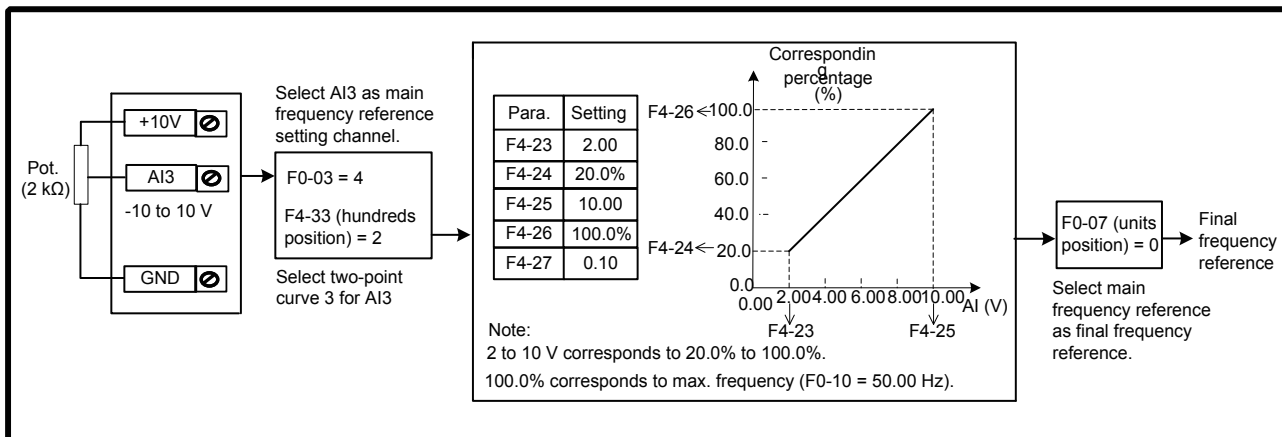 +10V
Pot.
(2 kΩ)
AI3
-10 to 10 V
GND
Select AI3 as main
frequency reference
setting channel.
F0-03 = 4
F4-33 (hundreds
position) = 2
Select two-point
curve 3 for AI3
Para. Setting
F4-23 2.00
F4-24 20.0%
F4-25 10.00
F4-26 100.0%
F4-27 0.10
Correspondin
g
percentage
(%)
F4-26
100.0
80.0
60.0
40.0
F4-24
20.0
0.0
0.00 2.00 4.00 6.00 8.00 10.00
AI (V)
F4-23
F4-25
Note:
2 to 10 V corresponds to 20.0% to 100.0%.
100.0% corresponds to max. frequency (F0-10 = 50.00 Hz).
F0-07 (units
position) = 0
Select main
frequency reference
as final frequency
reference.
Final
frequency
reference